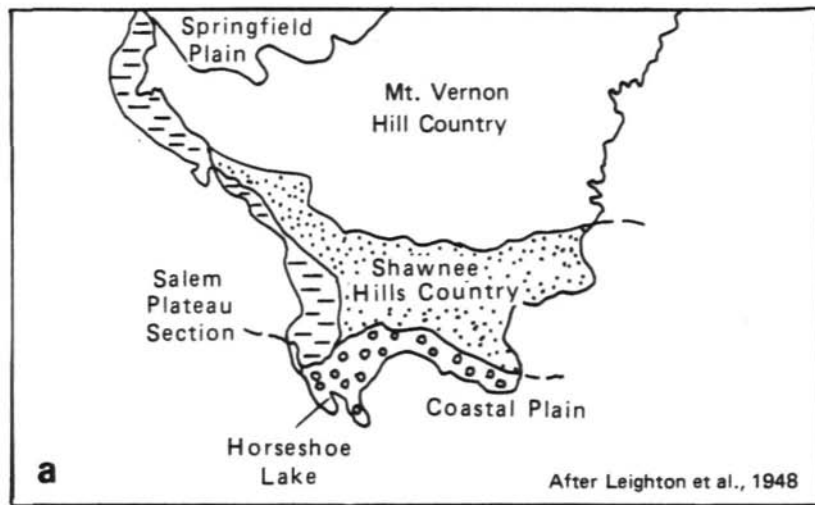 Springfield
Plain
Mt. Vernon
Hill Country
Shawnee
Hills Country
Salem
Plateau
Section
Coastal Plain
Horseshoe
Lake
a
After Leighton et al., 1948